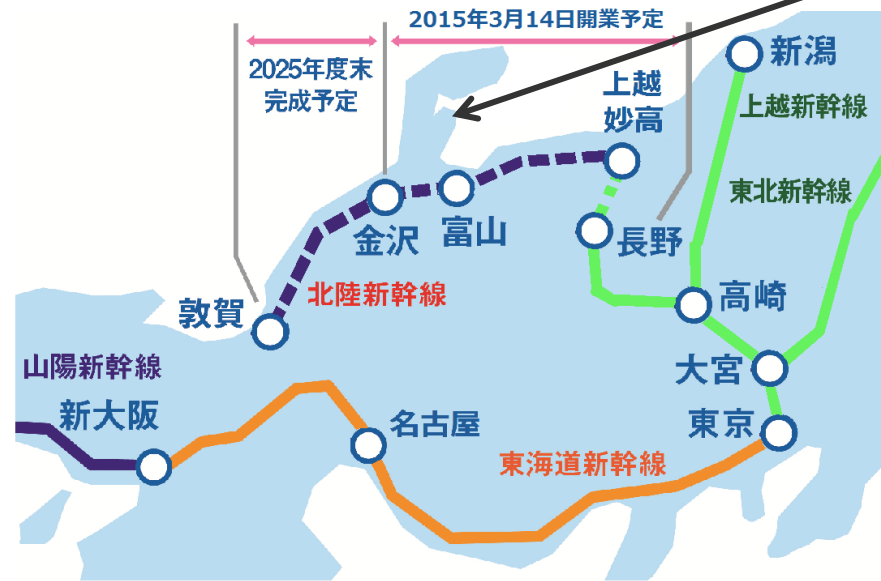 2015年3月14日開業予定
2025年度末
完成予定
新潟
上越
妙高
上越新幹線
東北新幹線
金沢
富山
長野
敦賀
北陸新幹線
高崎
山陽新幹線
大宮
新大阪
名古屋
東京
東海道新幹線